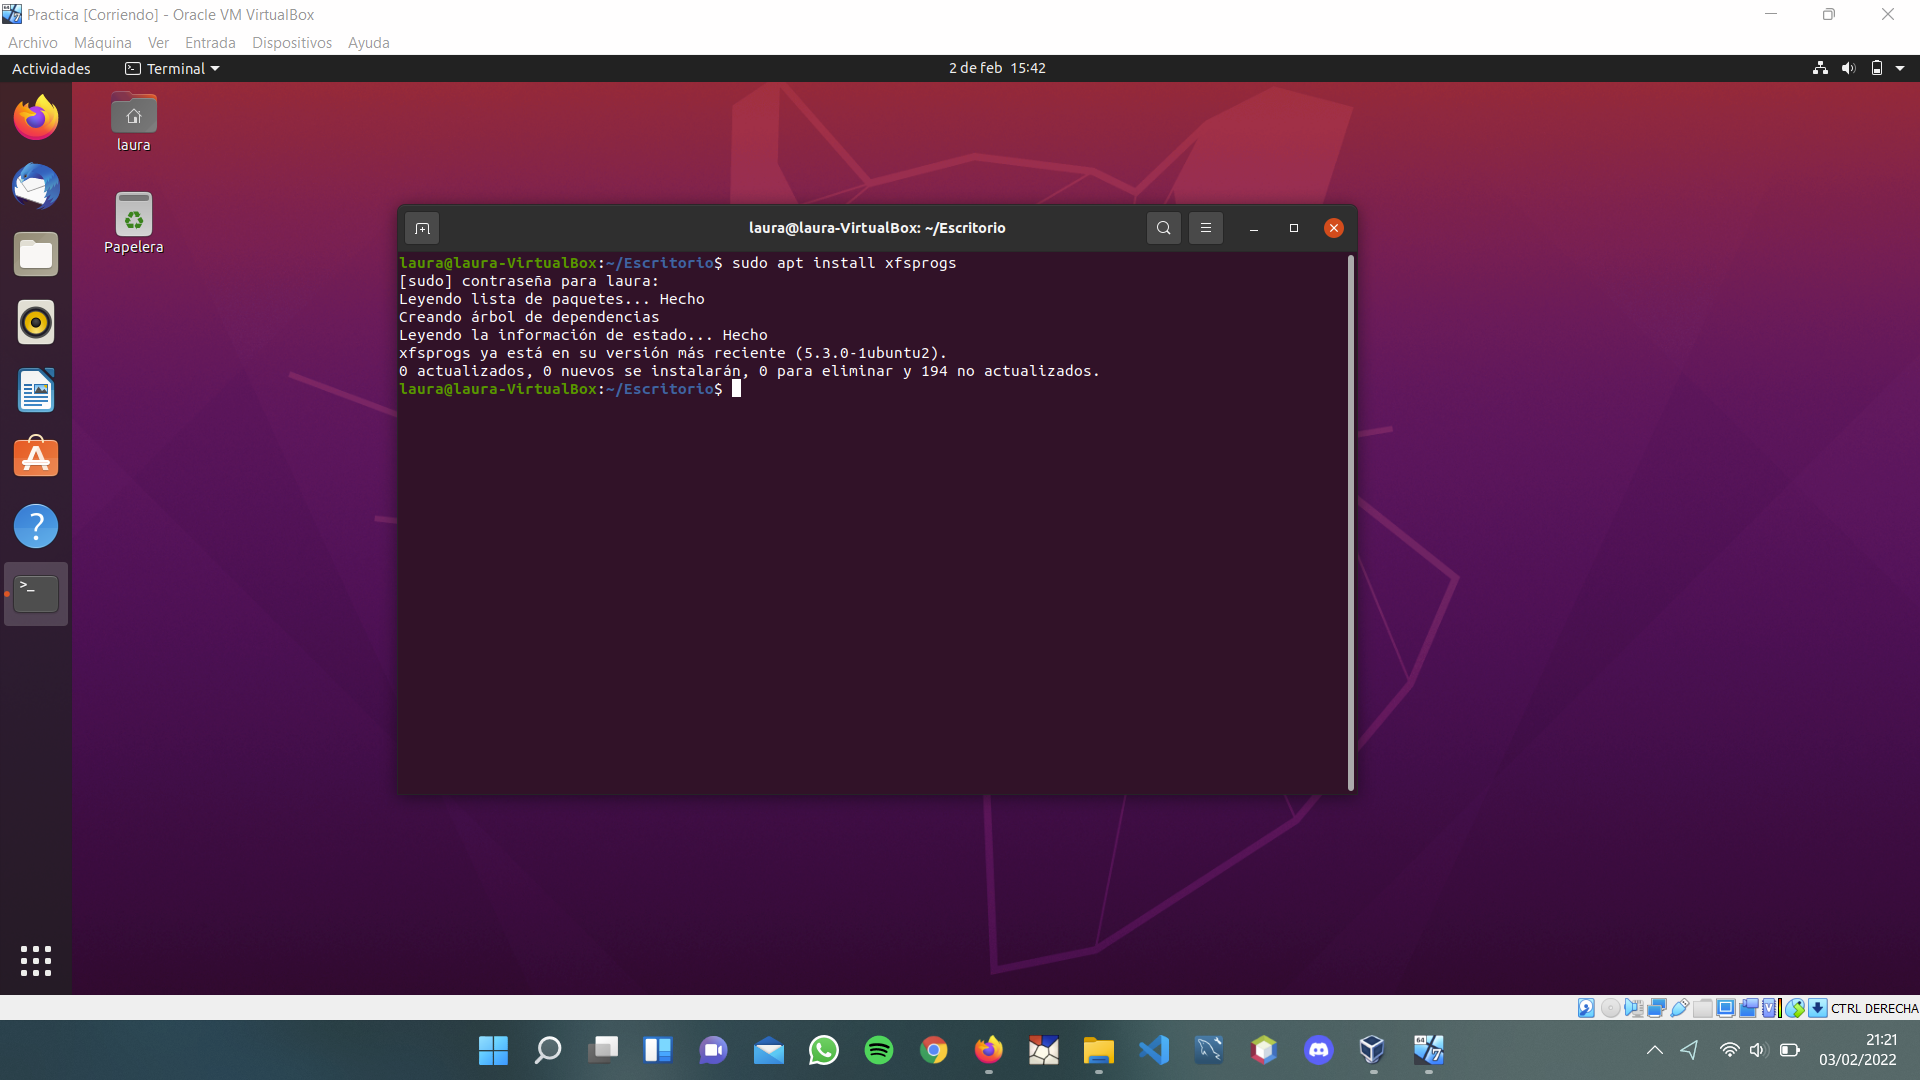 Practica [Corriendo] - Oracle VM VirtualBox
Archivo Máquina Ver Entrada Dispositivos Ayuda
Actividades Terminal 2 de feb 15:42
laura
Papelera
laura@laura-VirtualBox: ~/Escritorio
laura@laura-VirtualBox:~/Escritorio$ sudo apt install xfsprogs
[sudo] contraseña para laura:
Leyendo lista de paquetes... Hecho
Creando árbol de dependencias
Leyendo la información de estado... Hecho
xfsprogs ya está en su versión más reciente (5.3.0-1ubuntu2).
0 actualizados, 0 nuevos se instalarán, 0 para eliminar y 194 no actualizados.
laura@laura-VirtualBox:~/Escritorio$
CTRL DERECHA
21:21
03/02/2022